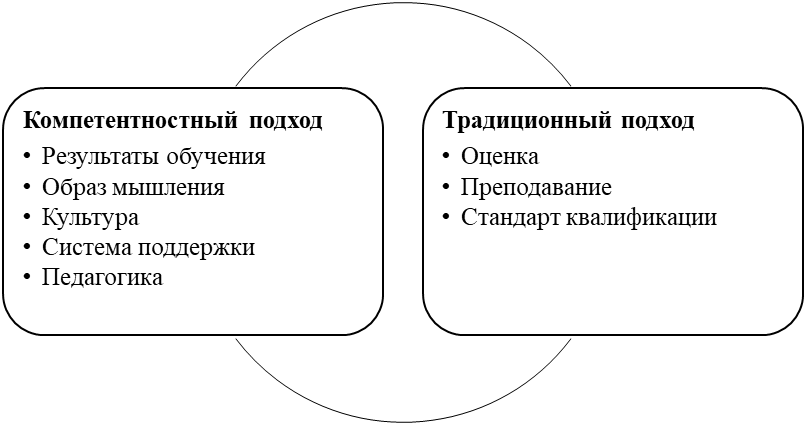 Компетентностный подход
• Результаты обучения
• Образ мышления
• Культура
• Система поддержки
• Педагогика
Традиционный подход
• Оценка
• Преподавание
• Стандарт квалификации